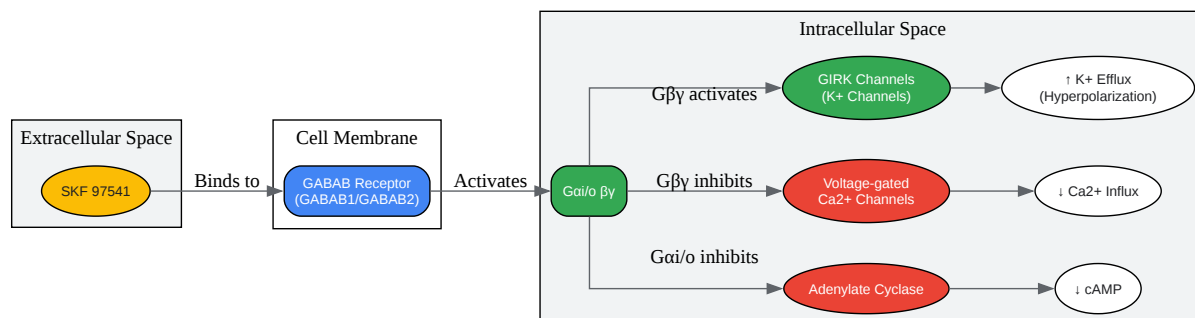 Extracellular Space
SKF 97541
Binds to
Cell Membrane
GABAB Receptor
(GABAB1/GABAB2)
Activates
Intracellular Space
Gαi/o βγ
Gβγ activates
GIRK Channels
(K+ Channels)
↑ K+ Efflux
(Hyperpolarization)
Gβγ inhibits
Voltage-gated
Ca2+ Channels
↓ Ca2+ Influx
Gαi/o inhibits
Adenylate Cyclase
↓ cAMP